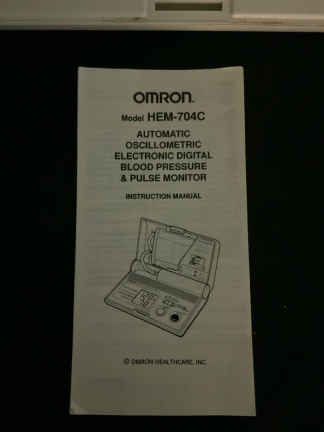 OMRON
Model HEM-704C
AUTOMATIC
OSCILLOMETRIC
ELECTRONIC DIGITAL
BLOOD PRESSURE
& PULSE MONITOR
INSTRUCTION MANUAL
© OMRON HEALTHCARE, INC.